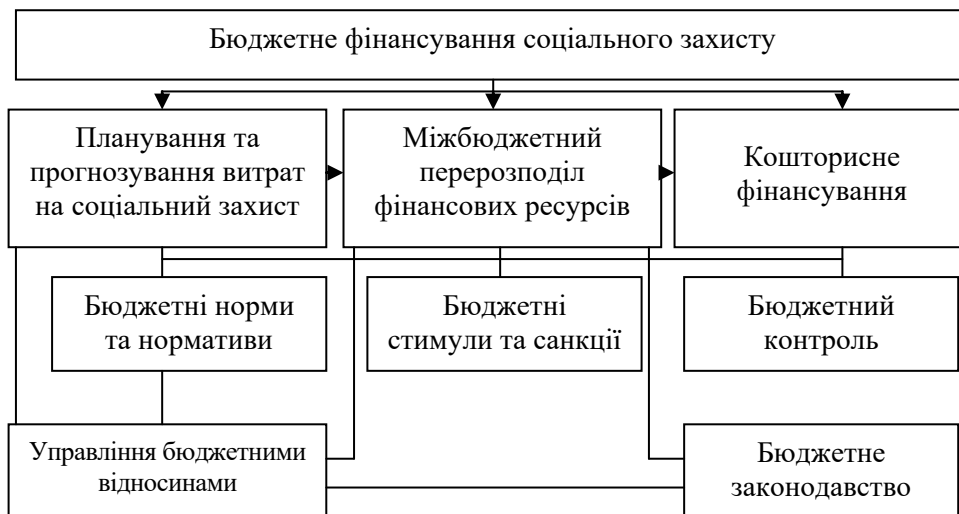 Бюджетне фінансування соціального захисту
Планування та
прогнозування витрат
на соціальний захист
Міжбюджетний
перерозподіл
фінансових ресурсів
Кошторисне
фінансування
Бюджетні норми
та нормативи
Бюджетні
стимули та санкції
Бюджетний
контроль
Управління бюджетними
відносинами
Бюджетне
законодавство